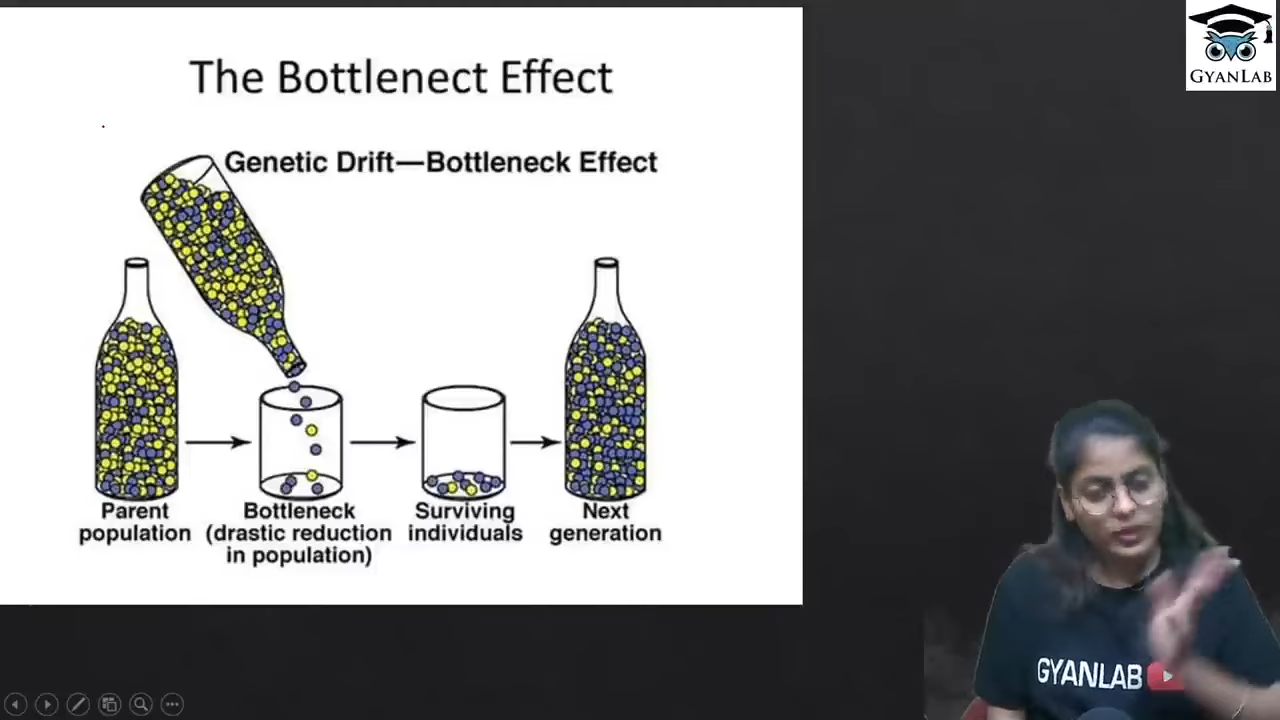 The Bottlenect Effect
GYANLAB
Genetic Drift—Bottleneck Effect
Parent
population
Bottleneck
(drastic reduction
in population)
Surviving
individuals
Next
generation
GYANLAB